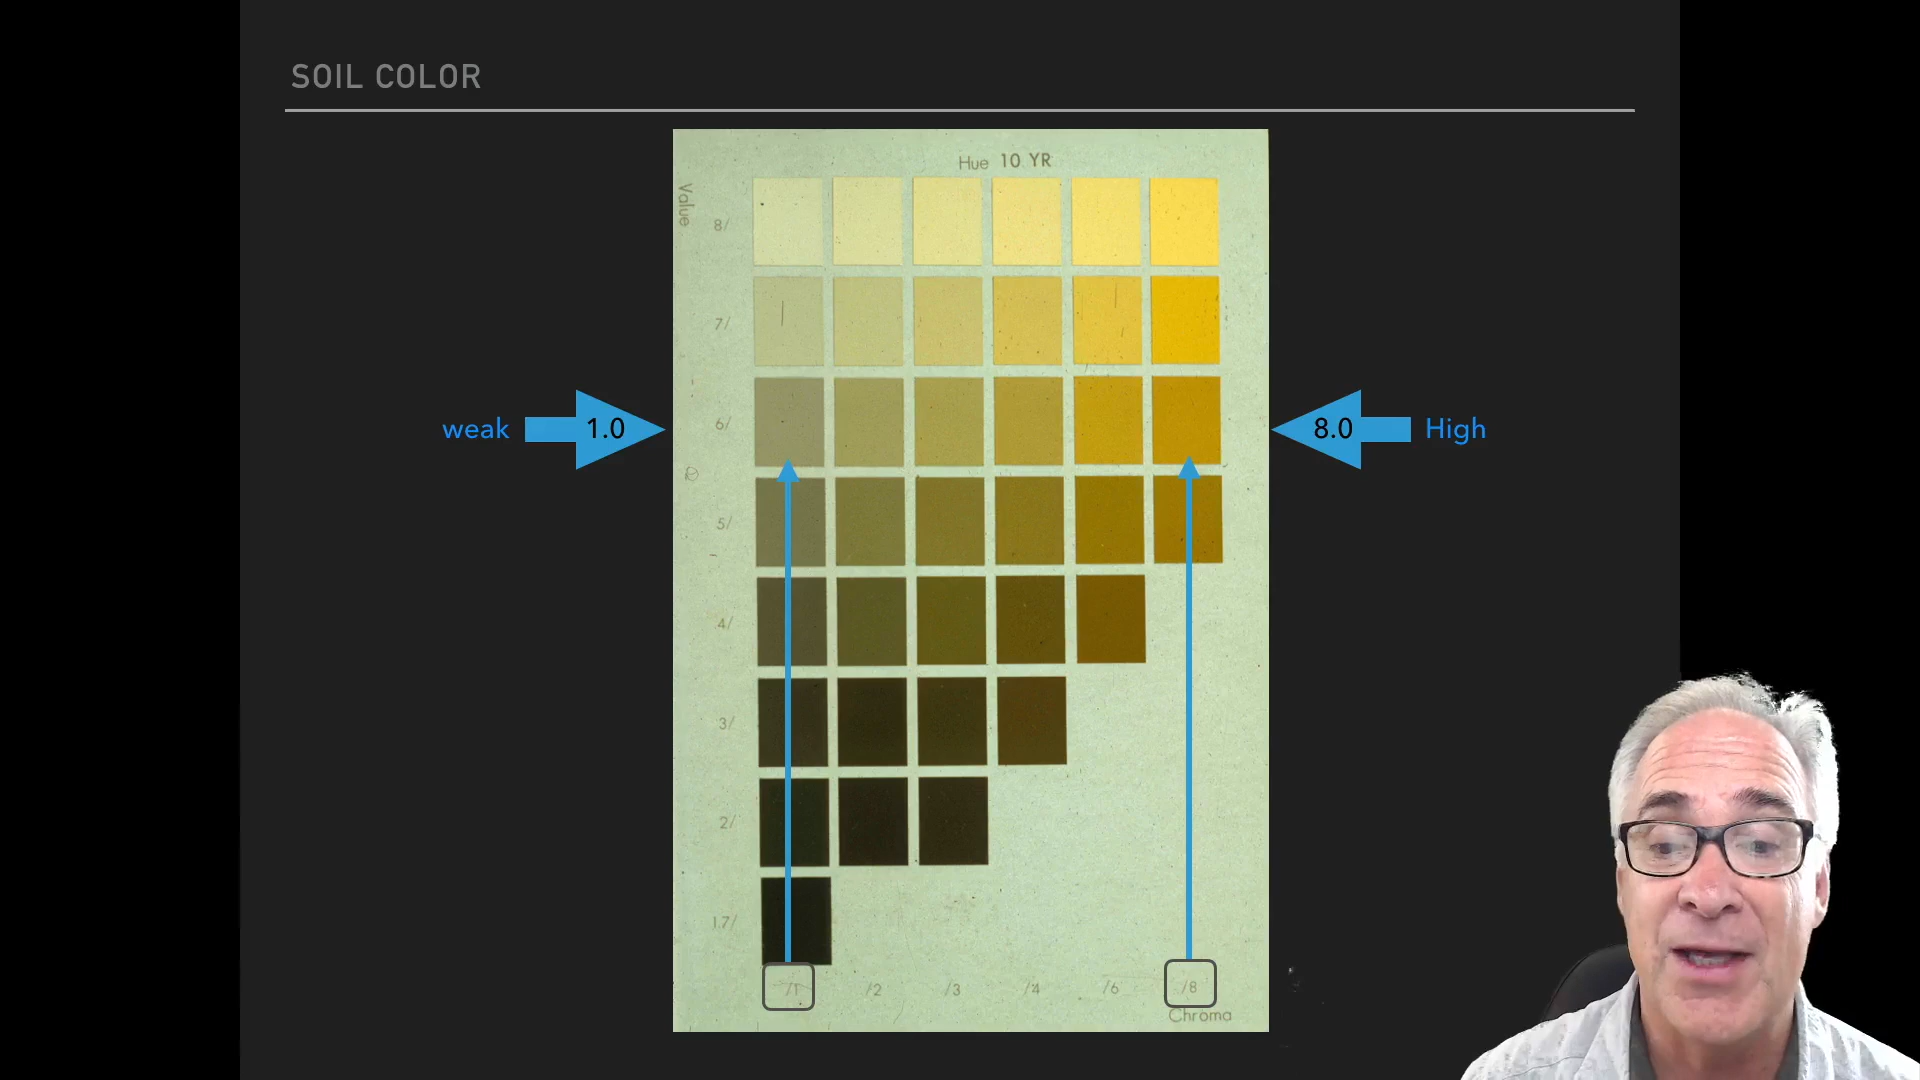 SOIL COLOR
Hue 10 YR
Value
8/
7/
6/
weak 1.0
8.0 High
5/
4/
3/
2/
1.7/
/1 /2 /3 /4 /6 /8
Chroma